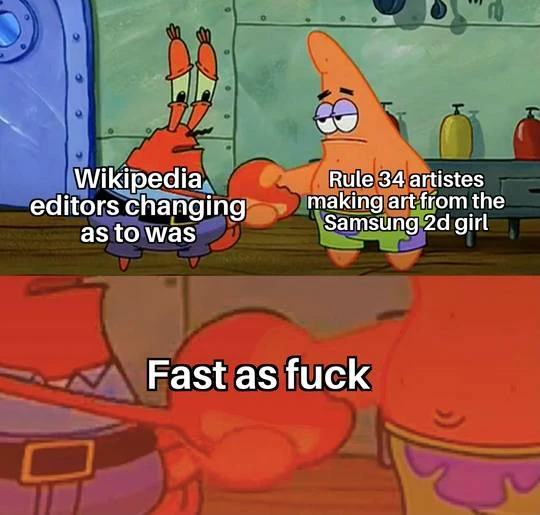 Wikipedia
editors changing
as to was
Rule 34 artistes
making art from the
Samsung 2d girl
Fast as fuck